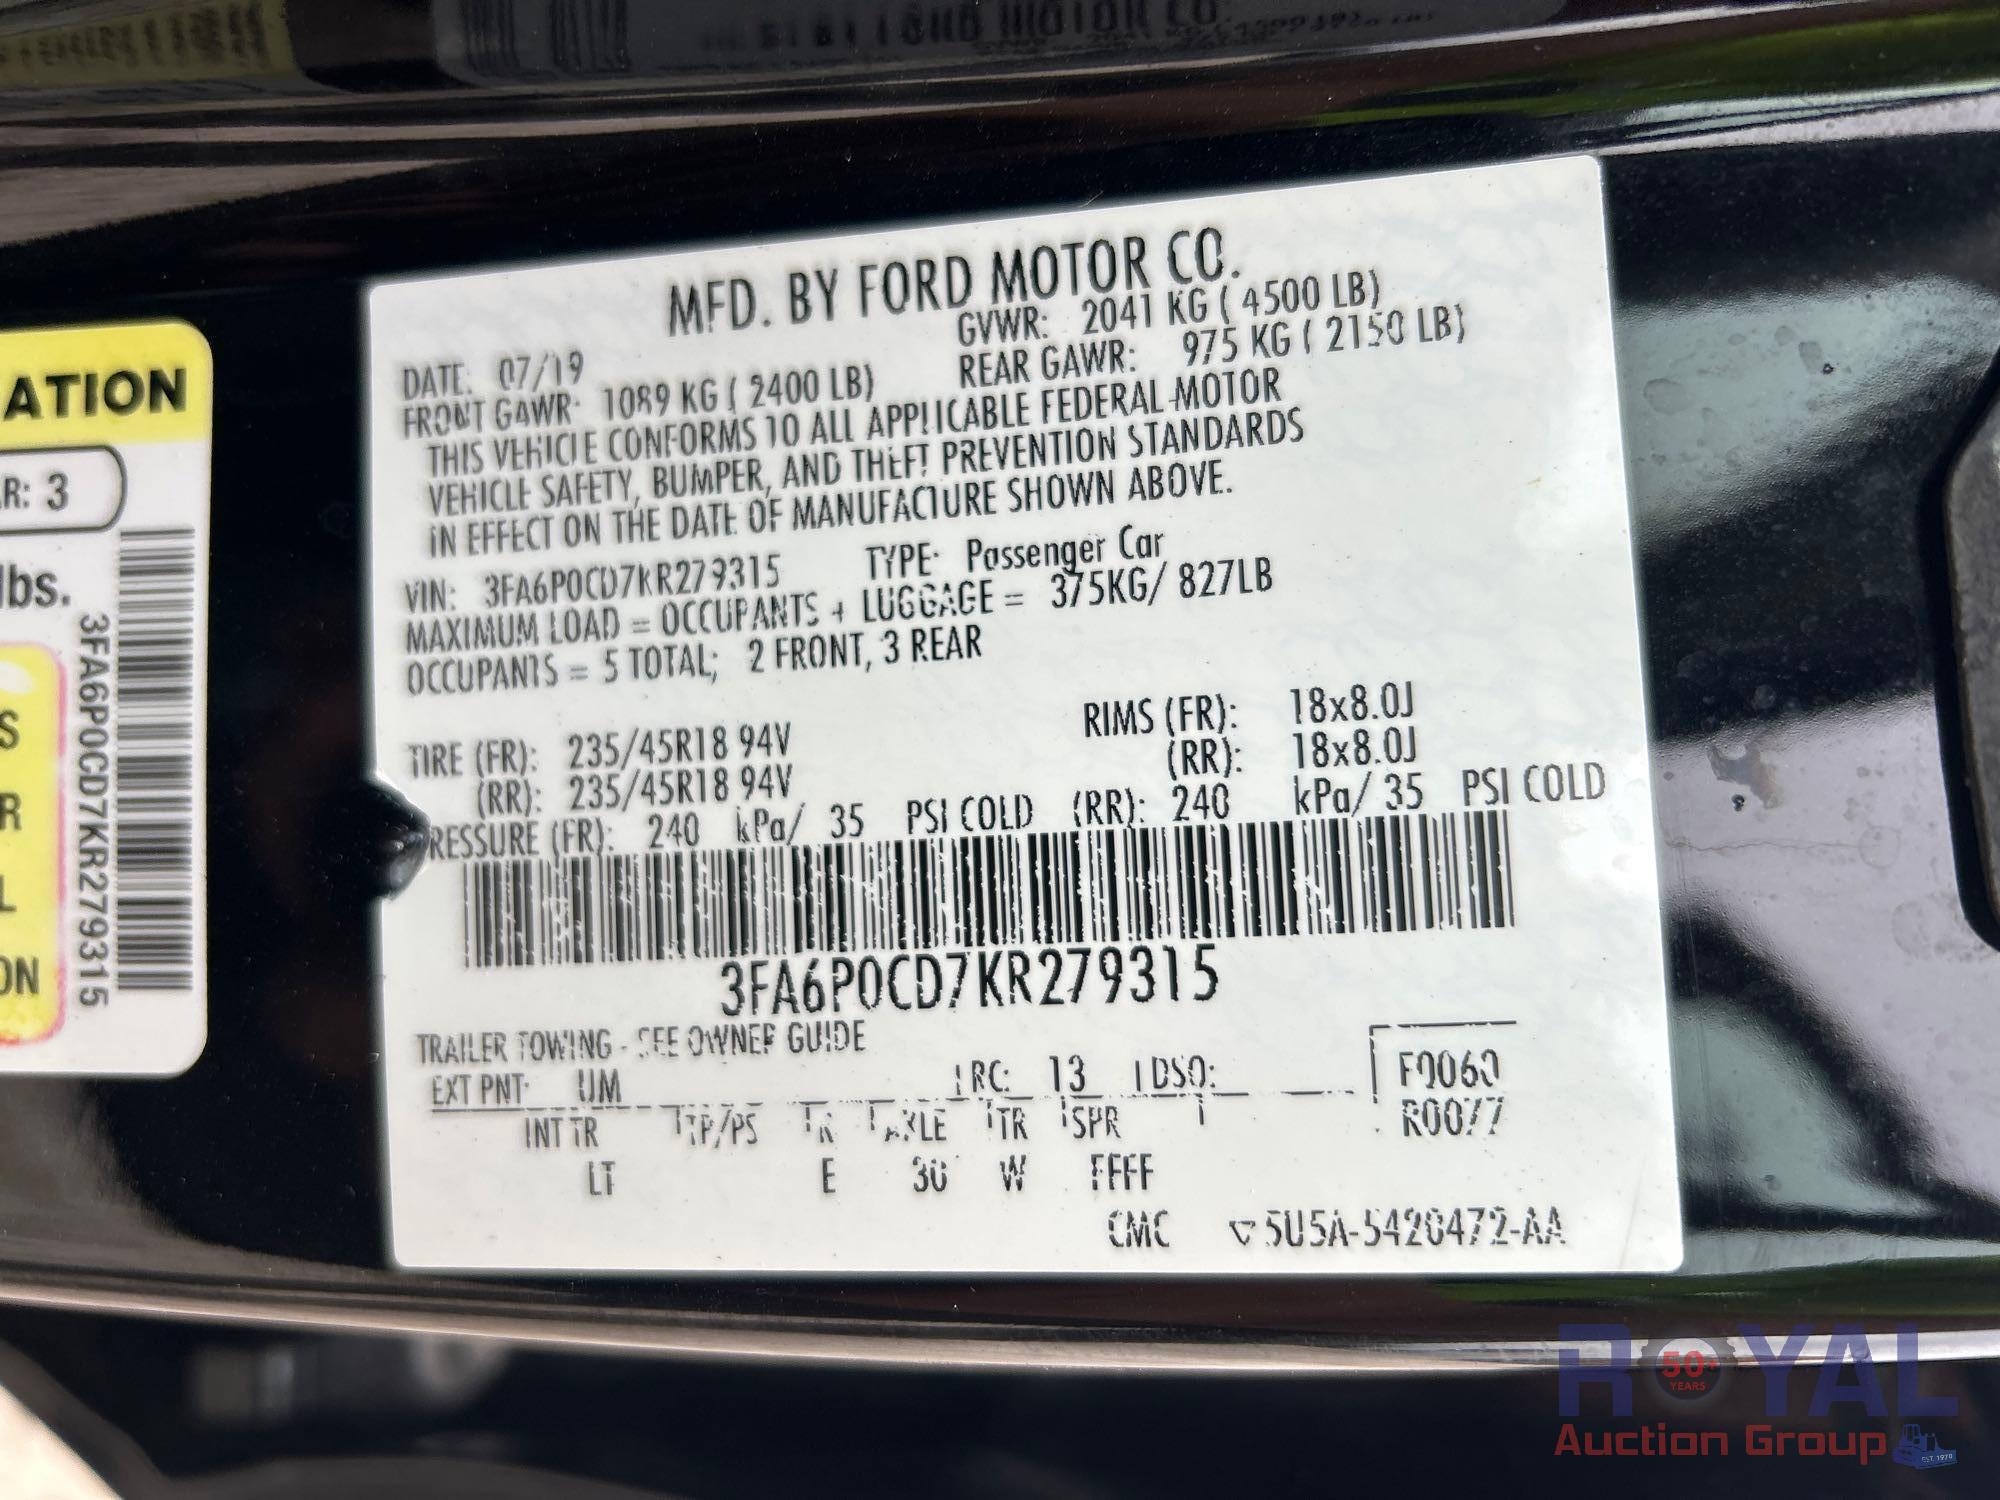 MFD. BY FORD MOTOR CO.
DATE: 07/19 GVWR: 2041 KG ( 4500 LB)
FRONT GAWR: 1089 KG ( 2400 LB) REAR GAWR: 975 KG ( 2150 LB)
THIS VEHICLE CONFORMS TO ALL APPLICABLE FEDERAL MOTOR
VEHICLE SAFETY, BUMPER, AND THEFT PREVENTION STANDARDS
IN EFFECT ON THE DATE OF MANUFACTURE SHOWN ABOVE.
VIN: 3FA6P0CD7KR279315 TYPE: Passenger Car
MAXIMUM LOAD = OCCUPANTS + LUGGAGE = 375KG/ 827LB
OCCUPANTS = 5 TOTAL; 2 FRONT, 3 REAR
TIRE (FR): 235/45R18 94V RIMS (FR): 18x8.0J
(RR): 235/45R18 94V (RR): 18x8.0J
PRESSURE (FR): 240 kPa/ 35 PSI COLD (RR): 240 kPa/ 35 PSI COLD
3FA6P0CD7KR279315
TRAILER TOWING - SEE OWNER GUIDE
EXT PNT: UM RC: 13 DSO: F0060
INT TR TP/PS R AXLE TR SPR R0077
LT E 30 W FFFF
CMC 5U5A-5420472-AA
ATION
R: 3
lbs.
S
R
L
ON
3FA6P0CD7KR279315
ROYAL
50+
YEARS
Auction Group
EST. 1970